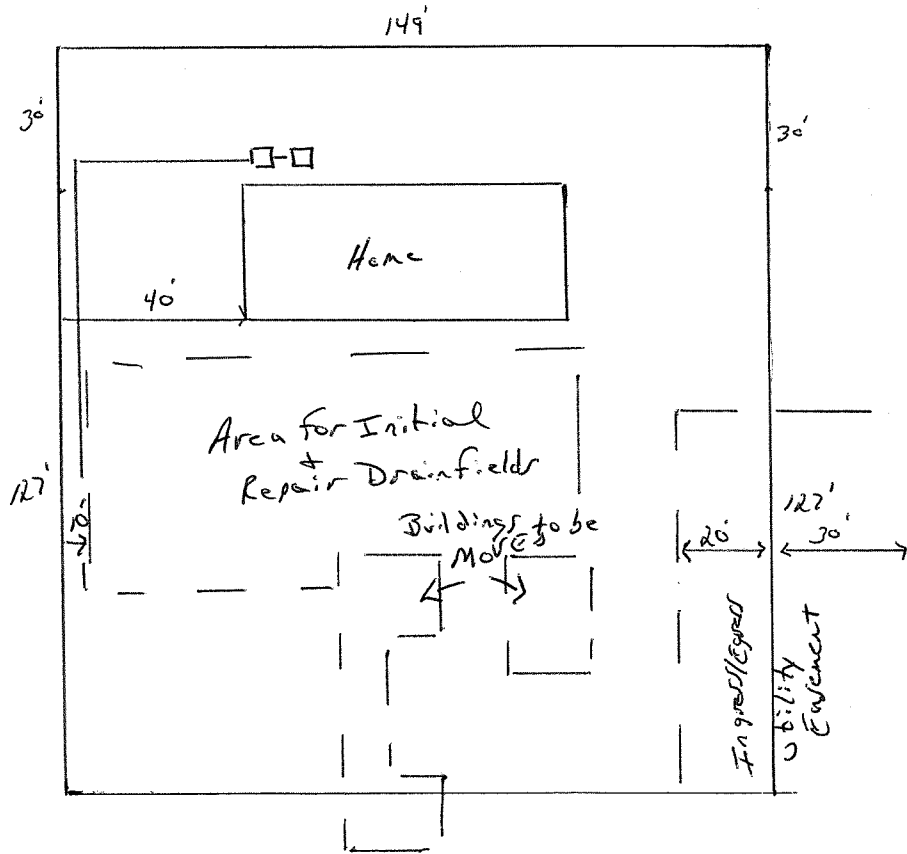 149'
30'
30'
Home
40'
Area for Initial
+
Repair Drainfields
Buildings to be
Moved
127'
10'
20'
127'
30'
Ingress/Egress
Utility
Easement